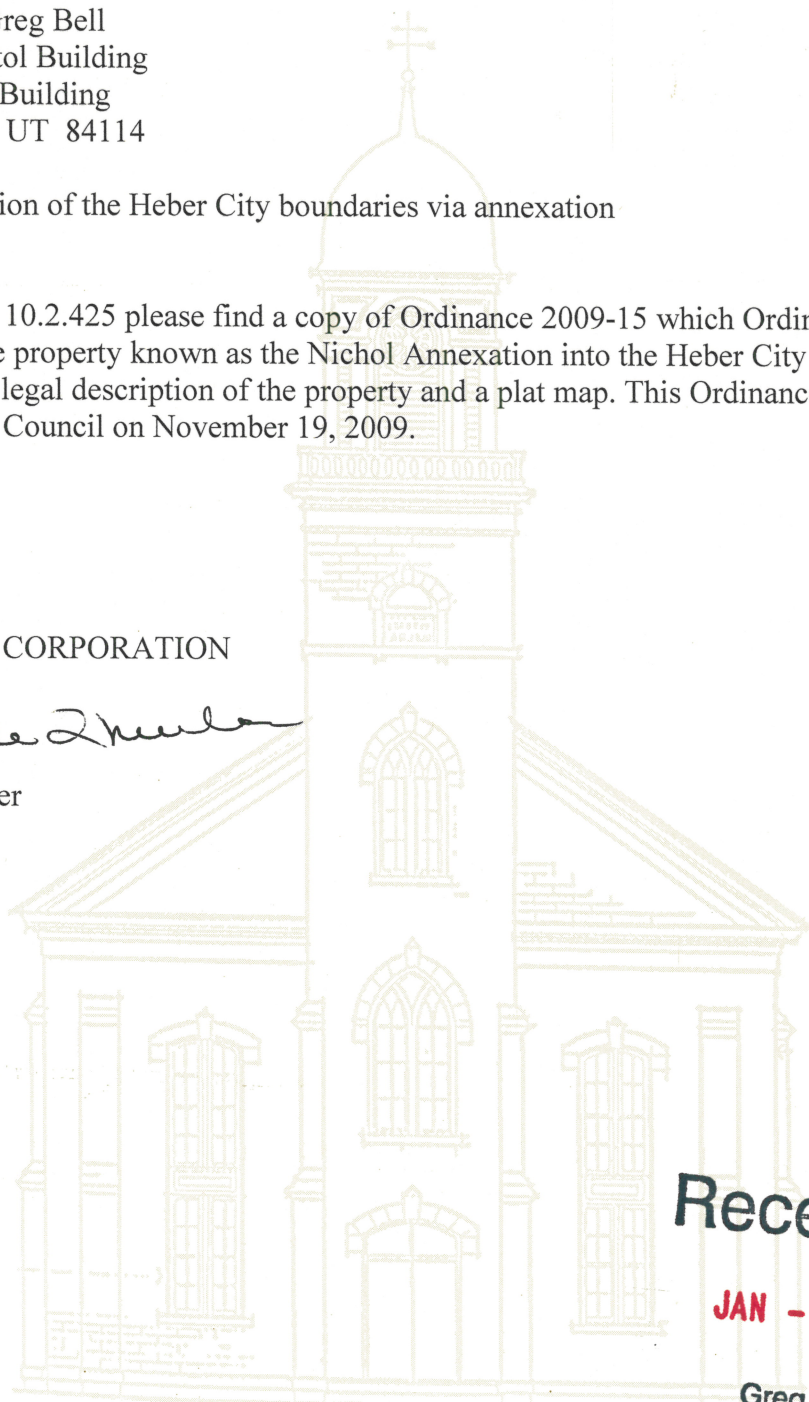 Greg Bell
tol Building
Building
UT 84114
ion of the Heber City boundaries via annexation
10.2.425 please find a copy of Ordinance 2009-15 which Ordin
e property known as the Nichol Annexation into the Heber City
legal description of the property and a plat map. This Ordinanc
Council on November 19, 2009.
CORPORATION
er
Rece
JAN -
Greg